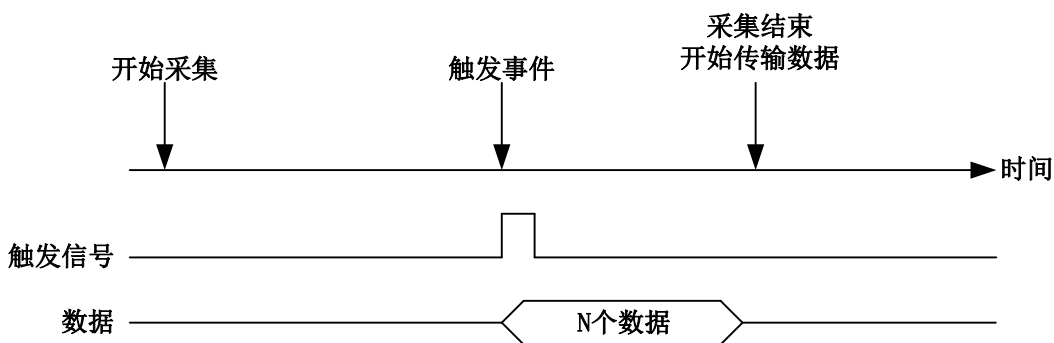 采集结束
开始传输数据
开始采集
触发事件
时间
触发信号
数据
N个数据